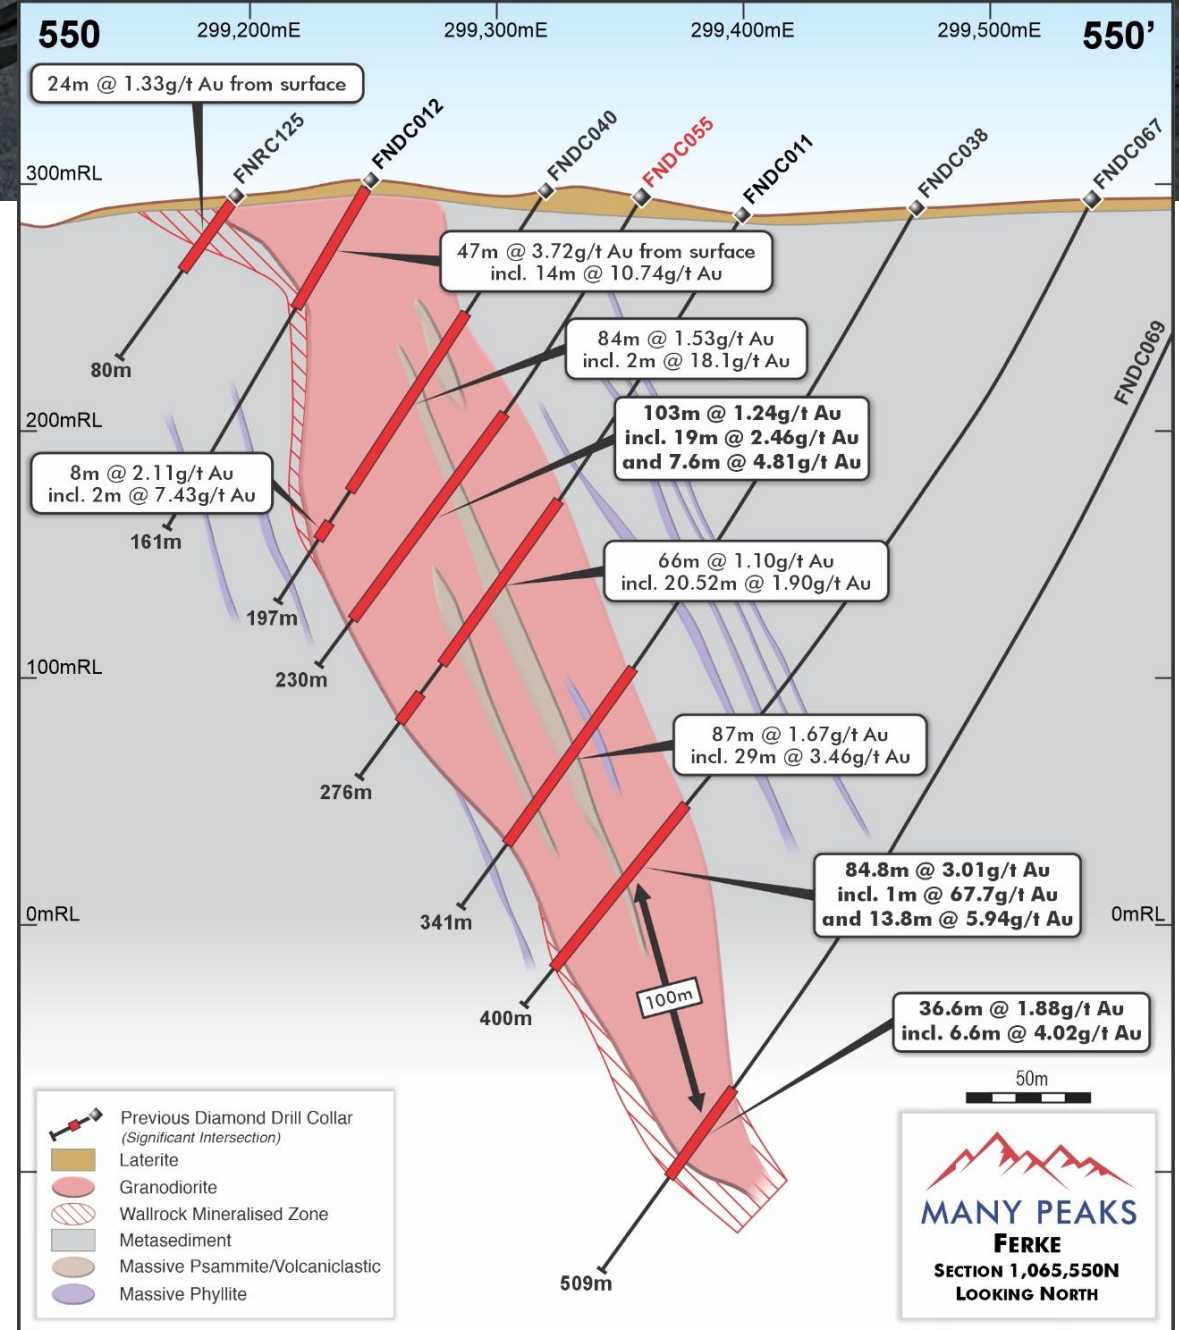 550
299,200mE
299,300mE
299,400mE
299,500mE
550’
24m @ 1.33g/t Au from surface
FNRC125
FNDC012
FNDC040
FNDC055
FNDC011
FNDC038
FNDC067
300mRL
47m @ 3.72g/t Au from surface
incl. 14m @ 10.74g/t Au
84m @ 1.53g/t Au
incl. 2m @ 18.1g/t Au
FNDC069
80m
103m @ 1.24g/t Au
incl. 19m @ 2.46g/t Au
and 7.6m @ 4.81g/t Au
200mRL
8m @ 2.11g/t Au
incl. 2m @ 7.43g/t Au
161m
66m @ 1.10g/t Au
incl. 20.52m @ 1.90g/t Au
197m
100mRL
230m
87m @ 1.67g/t Au
incl. 29m @ 3.46g/t Au
276m
84.8m @ 3.01g/t Au
incl. 1m @ 67.7g/t Au
and 13.8m @ 5.94g/t Au
0mRL
0mRL
341m
100m
400m
36.6m @ 1.88g/t Au
incl. 6.6m @ 4.02g/t Au
50m
509m
Previous Diamond Drill Collar
(Significant Intersection)
Laterite
Granodiorite
Wallrock Mineralised Zone
Metasediment
Massive Psammite/Volcaniclastic
Massive Phyllite
MANY PEAKS
FERKE
SECTION 1,065,550N
LOOKING NORTH